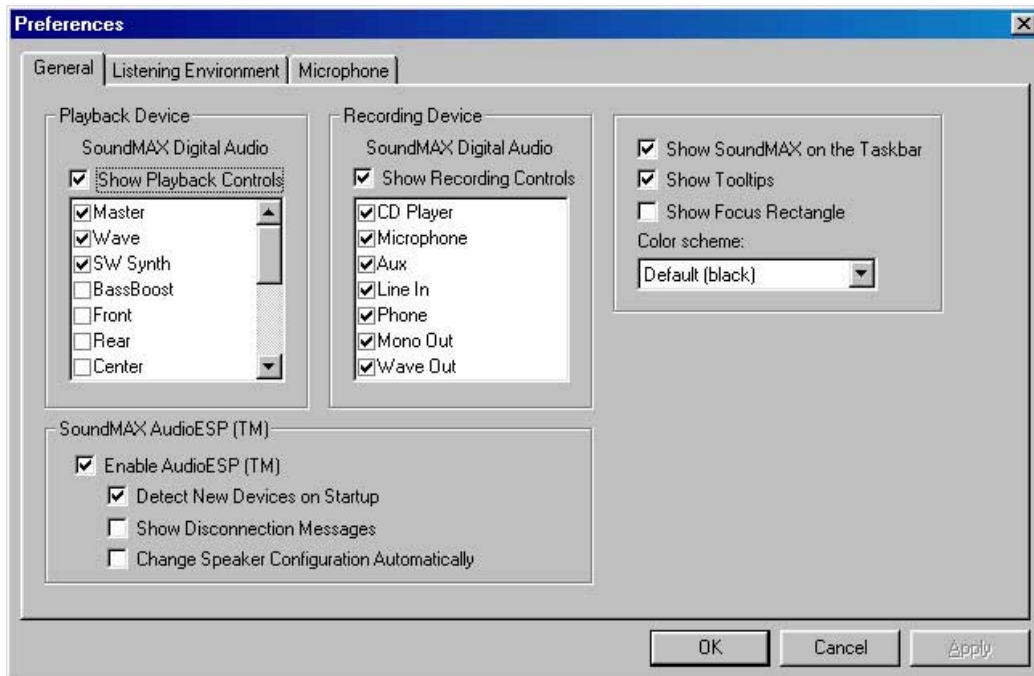 Preferences
General
Listening Environment
Microphone
Playback Device
SoundMAX Digital Audio
Show Playback Controls
Master
Wave
SW Synth
BassBoost
Front
Rear
Center
Recording Device
SoundMAX Digital Audio
Show Recording Controls
CD Player
Microphone
Aux
Line In
Phone
Mono Out
Wave Out
Show SoundMAX on the Taskbar
Show Tooltips
Show Focus Rectangle
Color scheme:
Default (black)
SoundMAX AudioESP (TM)
Enable AudioESP (TM)
Detect New Devices on Startup
Show Disconnection Messages
Change Speaker Configuration Automatically
OK
Cancel
Apply